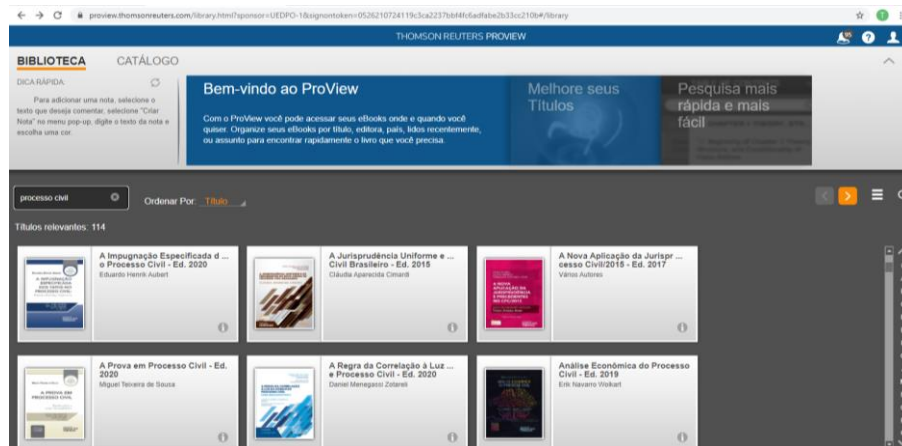 proview.thomsonreuters.com/library.html?sponsor=UEDPO-1&signontoken=0526210724119c3ca2237bbf4fc6adfabe2b33cc210b#/library
THOMSON REUTERS PROVIEW
BIBLIOTECA
CATÁLOGO
DICA RÁPIDA:
Para adicionar uma nota, selecione o
texto que deseja comentar, selecione "Criar
Nota" no menu pop-up, digite o texto da nota e
escolha uma cor.
Bem-vindo ao ProView
Com o ProView você pode acessar seus eBooks onde e quando você
quiser. Organize seus eBooks por título, editora, país, lidos recentemente,
ou assunto para encontrar rapidamente o livro que você precisa.
Melhore seus
Títulos
Pesquisa mais
rápida e mais
fácil
processo civil
Ordenar Por: Título
Títulos relevantes: 114
A Impugnação Especificada d ...
o Processo Civil - Ed. 2020
Eduardo Henrik Aubert
A Jurisprudência Uniforme e ...
Civil Brasileiro - Ed. 2015
Cláudia Aparecida Cimardi
A Nova Aplicação da Jurispr ...
cesso Civil/2015 - Ed. 2017
Vários Autores
A Prova em Processo Civil - Ed.
2020
Miguel Teixeira de Sousa
A PROVA EM
PROCESSO CIVIL
A Regra da Correlação à Luz ...
e Processo Civil - Ed. 2020
Daniel Menegassi Zotareli
Análise Econômica do Processo
Civil - Ed. 2019
Erik Navarro Wolkart